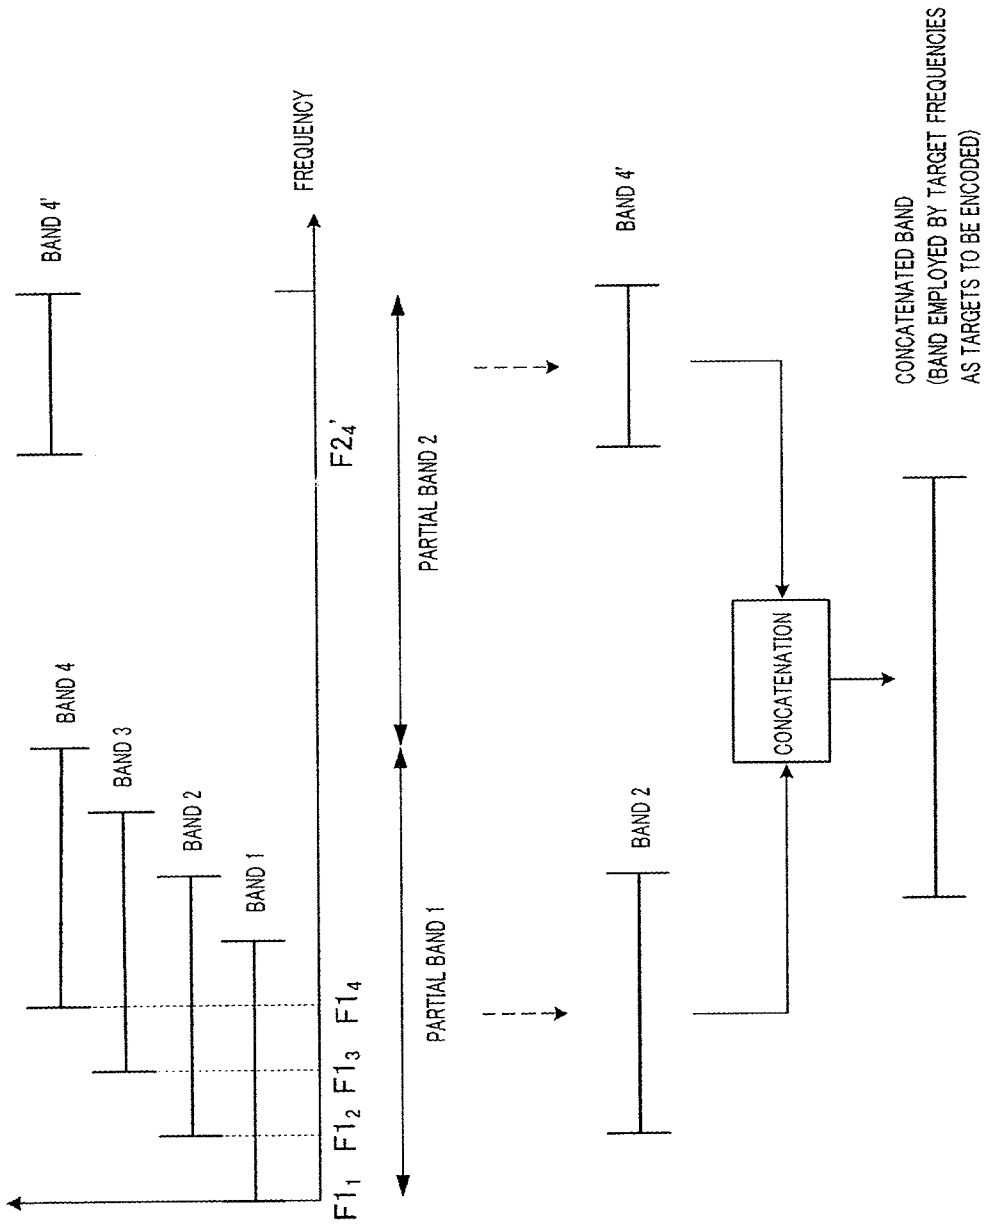 BAND 4
BAND 4'
BAND 3
BAND 2
BAND 1
FREQUENCY
F1₁
F1₂
F1₃
F1₄
F2₄'
PARTIAL BAND 1
PARTIAL BAND 2
BAND 2
BAND 4'
CONCATENATION
CONCATENATED BAND
(BAND EMPLOYED BY TARGET FREQUENCIES
AS TARGETS TO BE ENCODED)